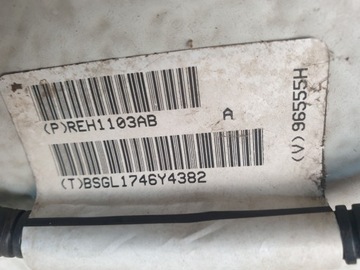 (P)REH1103AB
A
(T)BSGL1746Y4382
(V)96555H